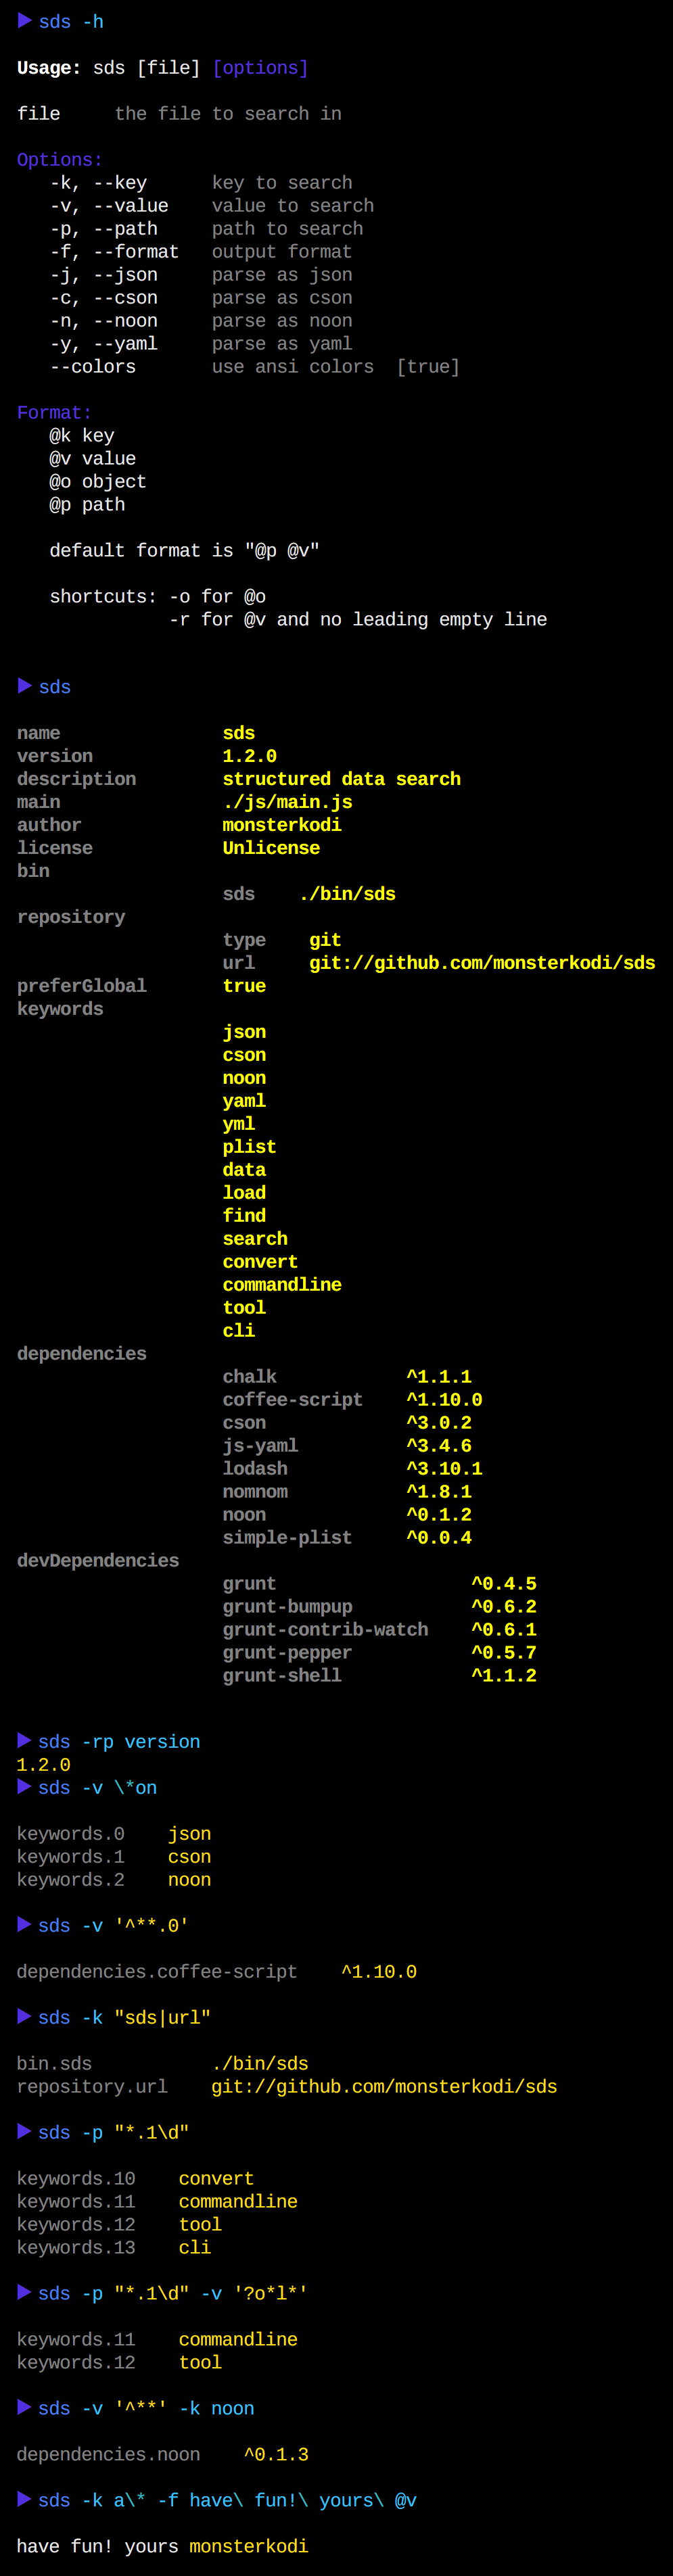 ▶ sds -h
Usage: sds [file] [options]
file     the file to search in
Options:
   -k, --key      key to search
   -v, --value    value to search
   -p, --path     path to search
   -f, --format   output format
   -j, --json     parse as json
   -c, --cson     parse as cson
   -n, --noon     parse as noon
   -y, --yaml     parse as yaml
   --colors       use ansi colors  [true]
Format:
   @k key
   @v value
   @o object
   @p path
   default format is "@p @v"
   shortcuts: -o for @o
              -r for @v and no leading empty line
▶ sds
name               sds
version            1.2.0
description        structured data search
main               ./js/main.js
author             monsterkodi
license            Unlicense
bin
                   sds    ./bin/sds
repository
                   type    git
                   url     git://github.com/monsterkodi/sds
preferGlobal       true
keywords
                   json
                   cson
                   noon
                   yaml
                   yml
                   plist
                   data
                   load
                   find
                   search
                   convert
                   commandline
                   tool
                   cli
dependencies
                   chalk            ^1.1.1
                   coffee-script    ^1.10.0
                   cson             ^3.0.2
                   js-yaml          ^3.4.6
                   lodash           ^3.10.1
                   nomnom           ^1.8.1
                   noon             ^0.1.2
                   simple-plist     ^0.0.4
devDependencies
                   grunt                  ^0.4.5
                   grunt-bumpup           ^0.6.2
                   grunt-contrib-watch    ^0.6.1
                   grunt-pepper           ^0.5.7
                   grunt-shell            ^1.1.2
▶ sds -rp version
1.2.0
▶ sds -v \*on
keywords.0    json
keywords.1    cson
keywords.2    noon
▶ sds -v '^**.0'
dependencies.coffee-script    ^1.10.0
▶ sds -k "sds|url"
bin.sds           ./bin/sds
repository.url    git://github.com/monsterkodi/sds
▶ sds -p "*.1\d"
keywords.10    convert
keywords.11    commandline
keywords.12    tool
keywords.13    cli
▶ sds -p "*.1\d" -v '?o*l*'
keywords.11    commandline
keywords.12    tool
▶ sds -v '^**' -k noon
dependencies.noon    ^0.1.3
▶ sds -k a\* -f have\ fun!\ yours\ @v
have fun! yours monsterkodi